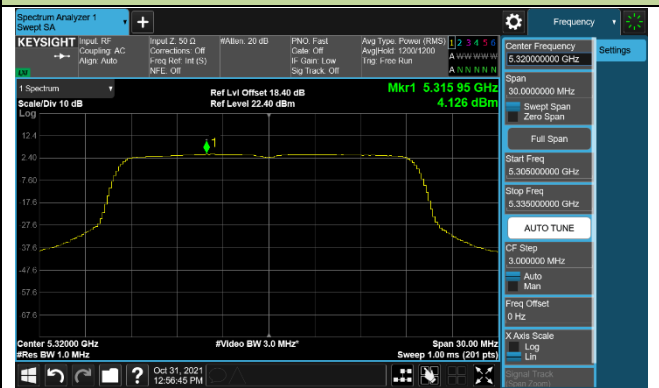 Spectrum Analyzer 1
Swept SA
+
Frequency
KEYSIGHT
Input: RF
Coupling: AC
Align: Auto
Input Z: 50 Ω
Corrections: Off
Freq Ref: Int (S)
NFE: Off
#Atten: 20 dB
PNO: Fast
Gate: Off
IF Gain: Low
Sig Track: Off
Avg Type: Power (RMS)
Avg|Hold: 1200/1200
Trig: Free Run
1 2 3 4 5 6
A W W W W W
A N N N N N
LXI
1 Spectrum
Scale/Div 10 dB
Log
Ref Lvl Offset 18.40 dB
Ref Level 22.40 dBm
Mkr1 5.315 95 GHz
4.126 dBm
1
12.4
2.40
-7.60
-17.6
-27.6
-37.6
-47.6
-57.6
-67.6
Center 5.32000 GHz
#Res BW 1.0 MHz
#Video BW 3.0 MHz*
Span 30.00 MHz
Sweep 1.00 ms (201 pts)
Oct 31, 2021
12:56:45 PM
Center Frequency
5.320000000 GHz
Span
30.0000000 MHz
Swept Span
Zero Span
Full Span
Start Freq
5.305000000 GHz
Stop Freq
5.335000000 GHz
AUTO TUNE
CF Step
3.000000 MHz
Auto
Man
Freq Offset
0 Hz
X Axis Scale
Log
Lin
Signal Track
(Span Zoom)
Settings